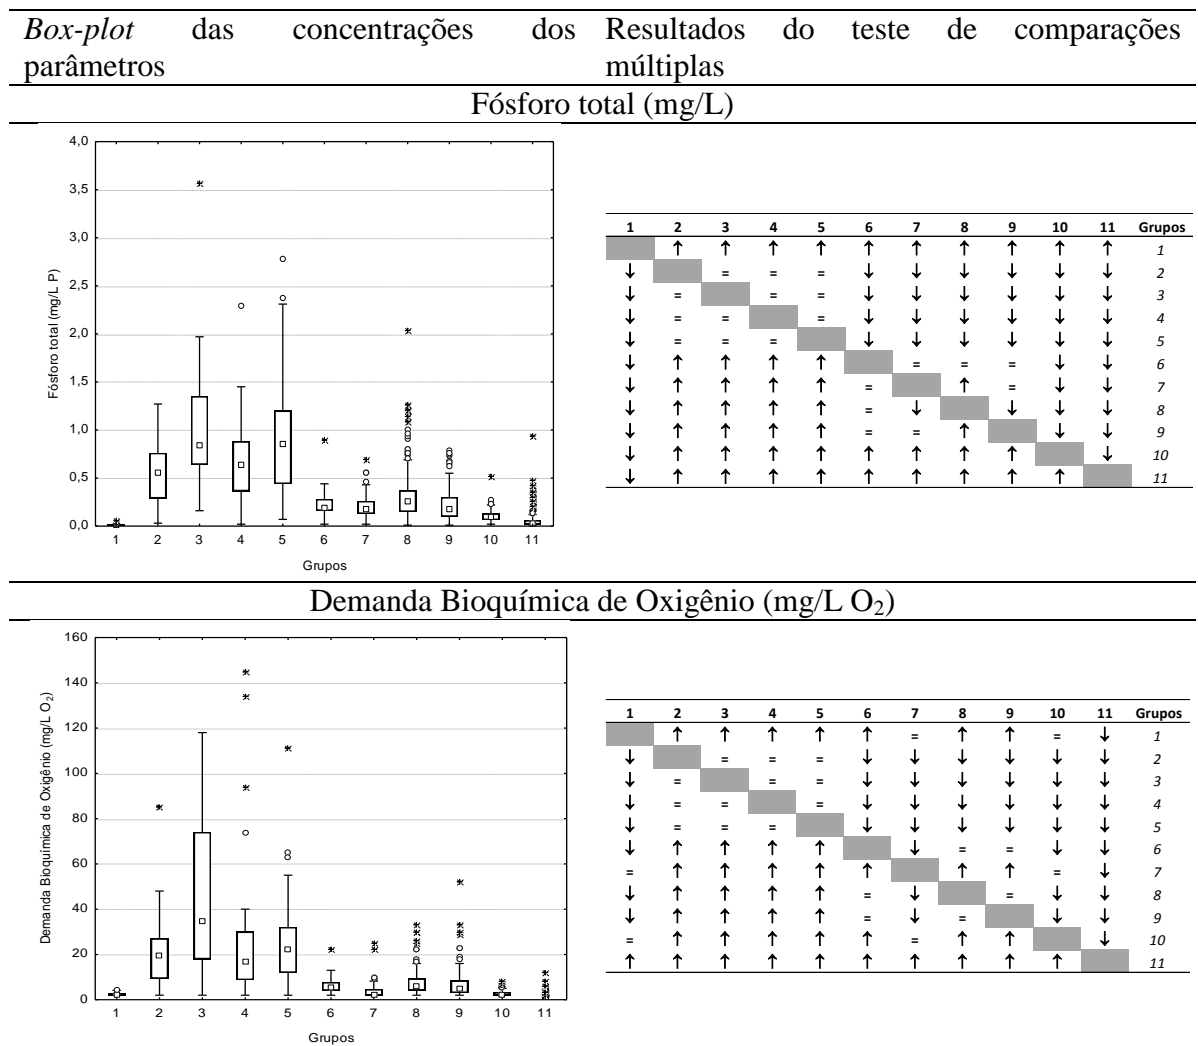 Box-plot das concentrações dos parâmetros
Resultados do teste de comparações múltiplas
Fósforo total (mg/L)
4,0
3,5
3,0
2,5
2,0
1,5
1,0
0,5
0,0
Fósforo total (mg/L P)
1 2 3 4 5 6 7 8 9 10 11
Grupos
1 2 3 4 5 6 7 8 9 10 11 Grupos
↑ ↑ ↑ ↑ ↑ ↑ ↑ ↑ ↑ ↑ 1
↓ = = = ↓ ↓ ↓ ↓ ↓ ↓ 2
↓ = = = ↓ ↓ ↓ ↓ ↓ ↓ 3
↓ = = = ↓ ↓ ↓ ↓ ↓ ↓ 4
↓ = = = ↓ ↓ ↓ ↓ ↓ ↓ 5
↓ ↑ ↑ ↑ ↑ = = = ↓ ↓ 6
↓ ↑ ↑ ↑ ↑ = ↑ = ↓ ↓ 7
↓ ↑ ↑ ↑ ↑ = ↓ ↓ ↓ ↓ 8
↓ ↑ ↑ ↑ ↑ = = ↑ ↓ ↓ 9
↓ ↑ ↑ ↑ ↑ ↑ ↑ ↑ ↑ ↓ 10
↓ ↑ ↑ ↑ ↑ ↑ ↑ ↑ ↑ ↑ 11
Demanda Bioquímica de Oxigênio (mg/L O₂)
160
140
120
100
80
60
40
20
0
Demanda Bioquímica de Oxigênio (mg/L O₂)
1 2 3 4 5 6 7 8 9 10 11
Grupos
1 2 3 4 5 6 7 8 9 10 11 Grupos
↑ ↑ ↑ ↑ ↑ = ↑ ↑ = ↓ 1
↓ = = = ↓ ↓ ↓ ↓ ↓ ↓ 2
↓ = = = ↓ ↓ ↓ ↓ ↓ ↓ 3
↓ = = = ↓ ↓ ↓ ↓ ↓ ↓ 4
↓ = = = ↓ ↓ ↓ ↓ ↓ ↓ 5
↓ ↑ ↑ ↑ ↑ ↓ = = ↓ ↓ 6
= ↑ ↑ ↑ ↑ ↑ ↑ ↑ = ↓ 7
↓ ↑ ↑ ↑ ↑ = ↓ = ↓ ↓ 8
↓ ↑ ↑ ↑ ↑ = ↓ = ↓ ↓ 9
= ↑ ↑ ↑ ↑ ↑ = ↑ ↑ ↓ 10
↑ ↑ ↑ ↑ ↑ ↑ ↑ ↑ ↑ ↑ 11